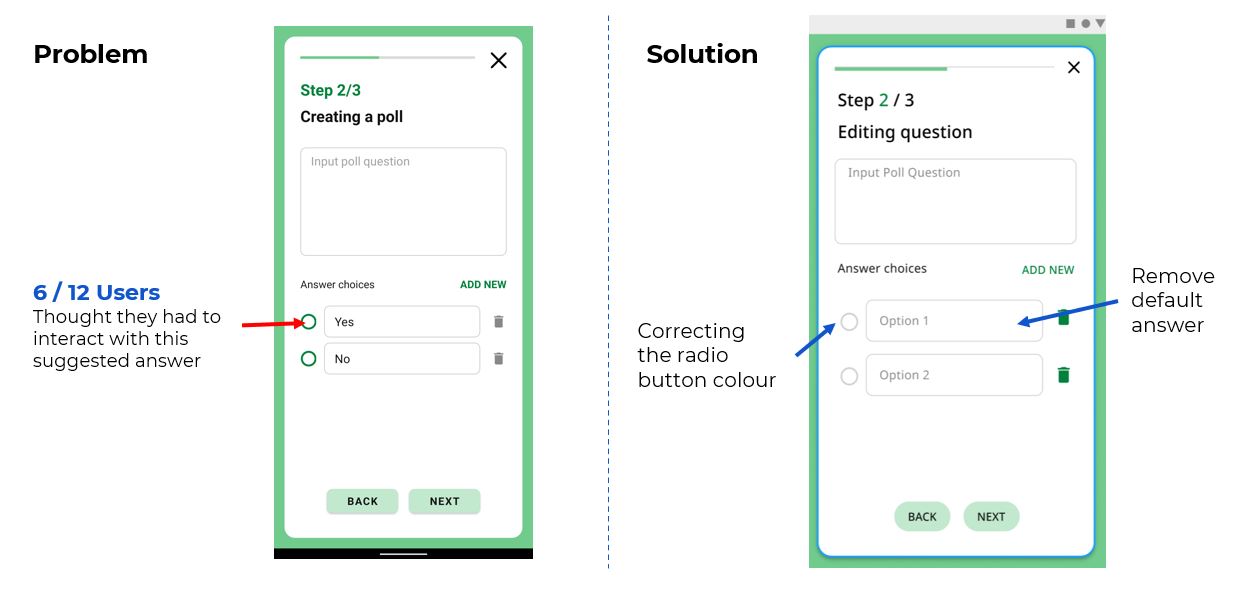 Problem
Step 2/3
Creating a poll
Input poll question
Answer choices
ADD NEW
Yes
No
BACK
NEXT
6 / 12 Users
Thought they had to
interact with this
suggested answer
Solution
Step 2 / 3
Editing question
Input Poll Question
Answer choices
ADD NEW
Option 1
Option 2
BACK
NEXT
Correcting
the radio
button colour
Remove
default
answer